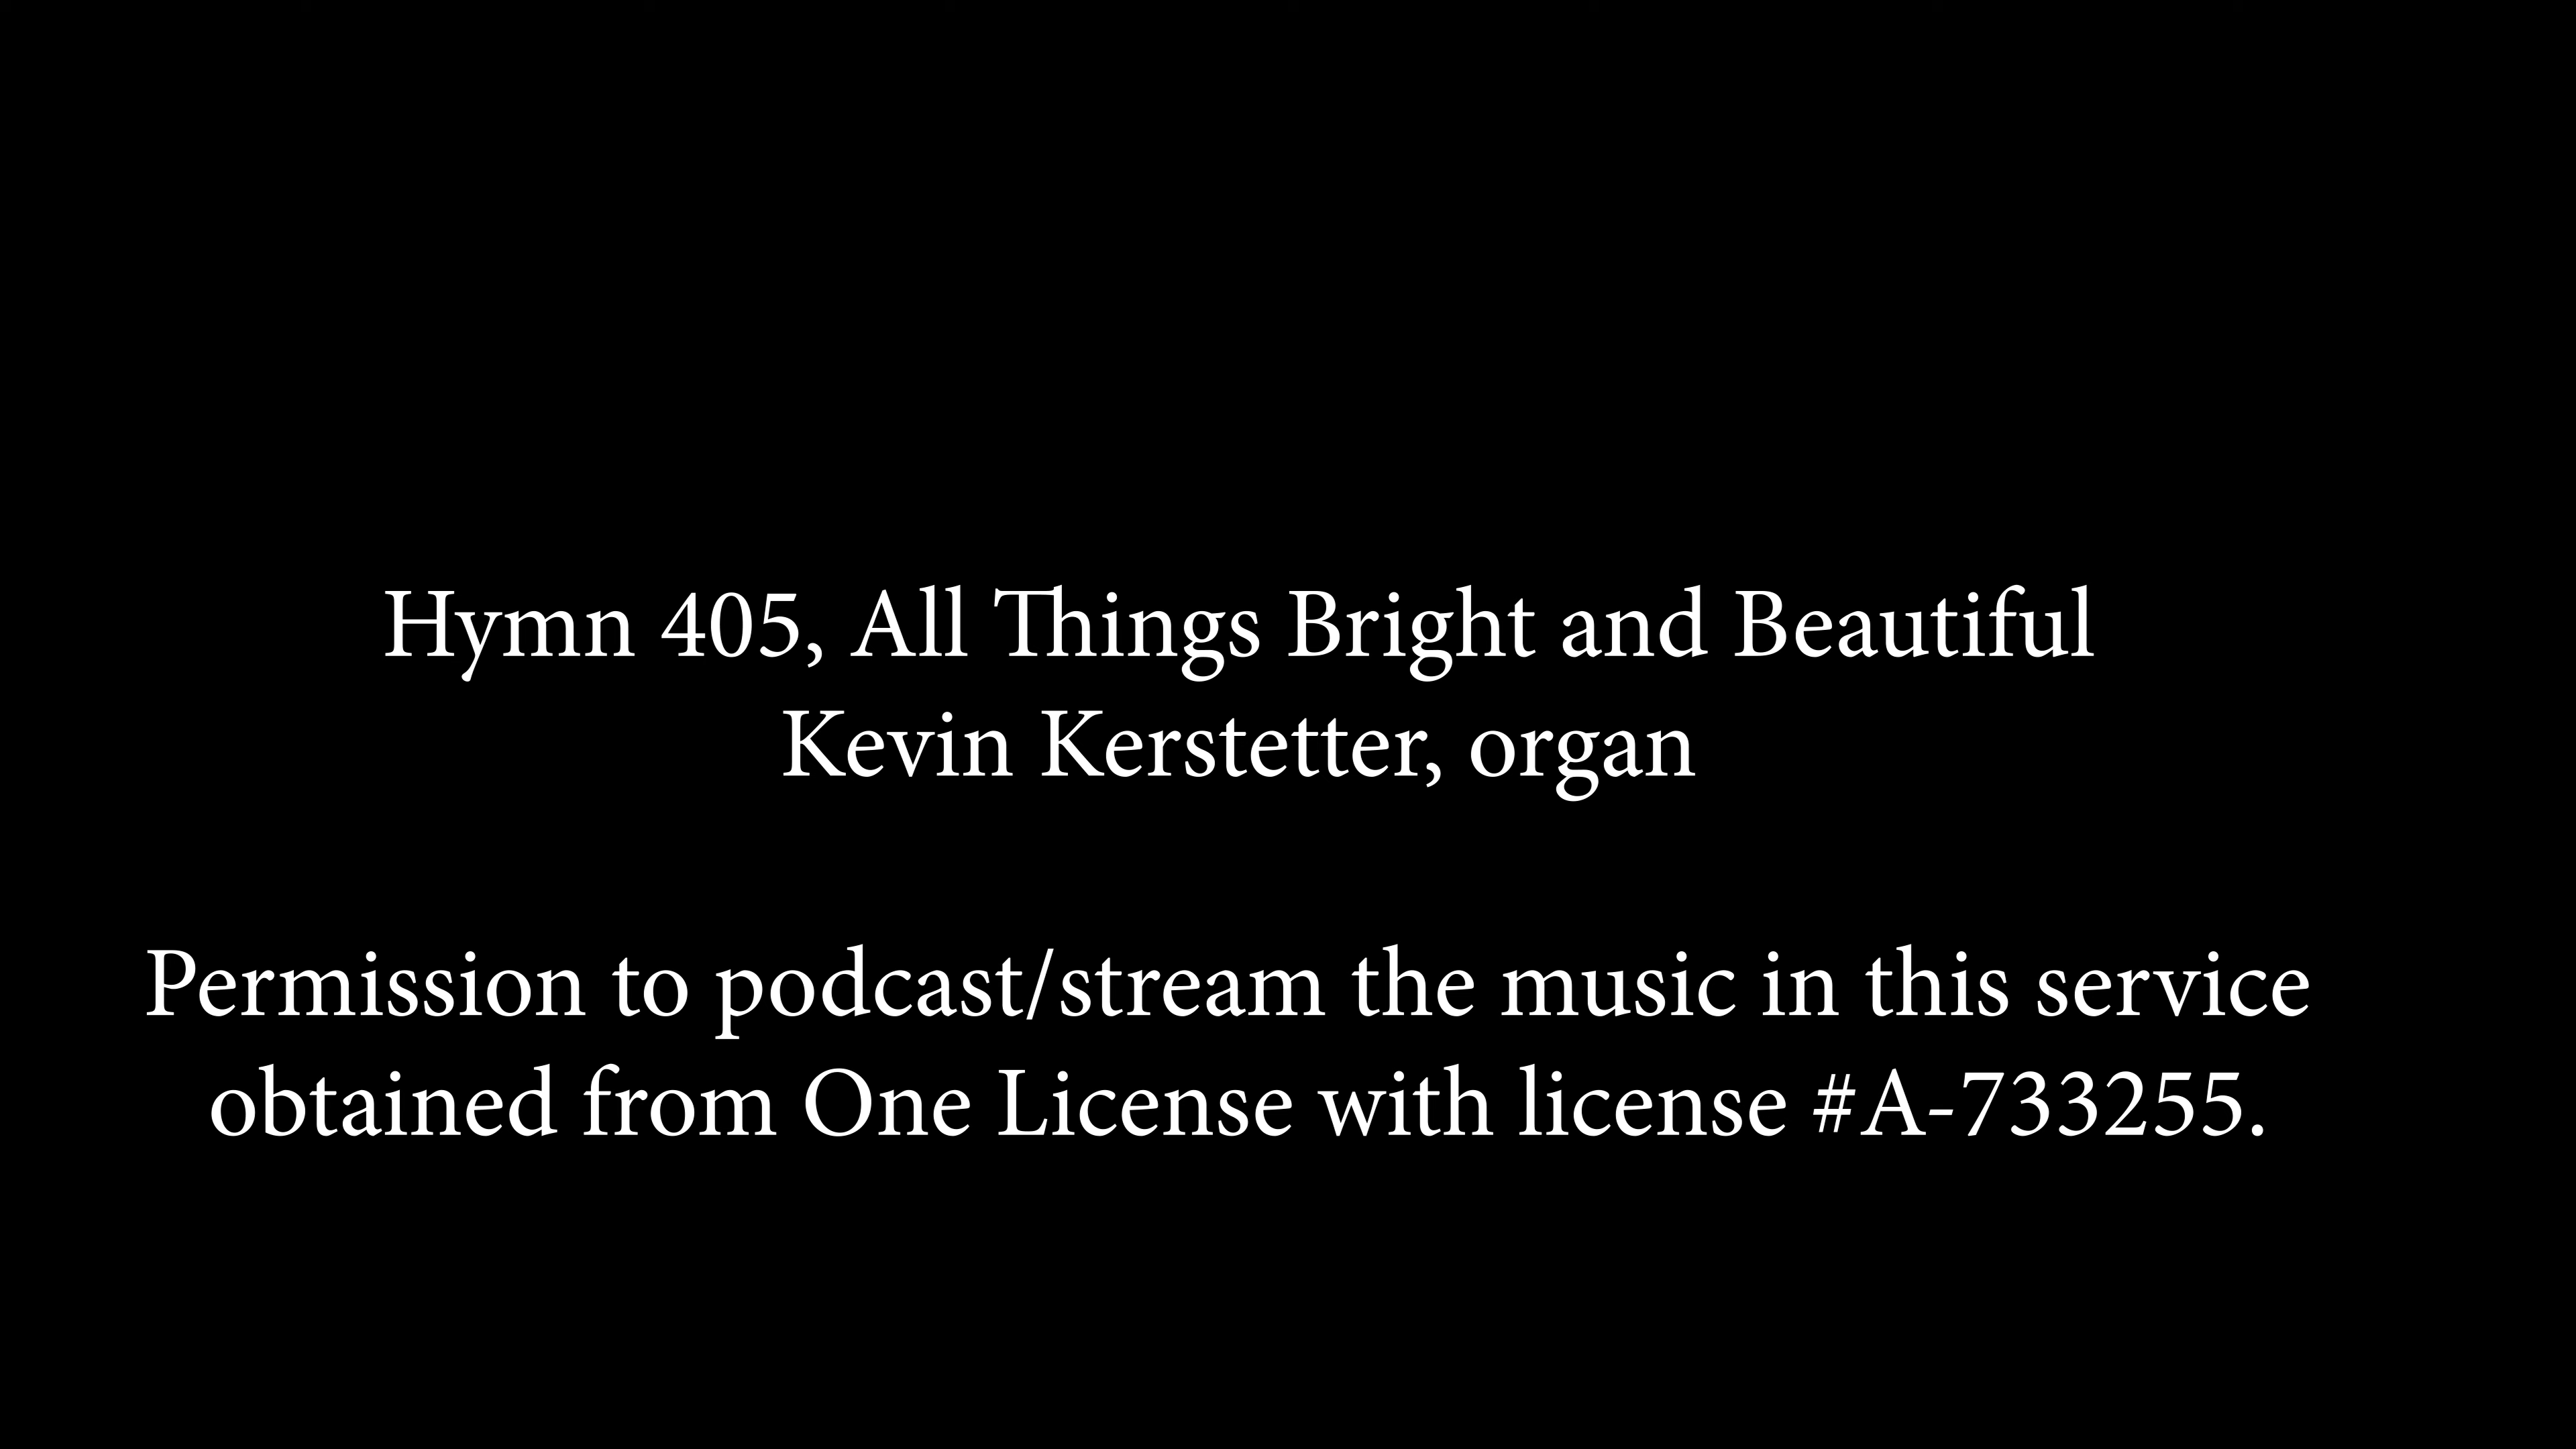 Hymn 405, All Things Bright and Beautiful
Kevin Kerstetter, organ
Permission to podcast/stream the music in this service
obtained from One License with license #A-733255.